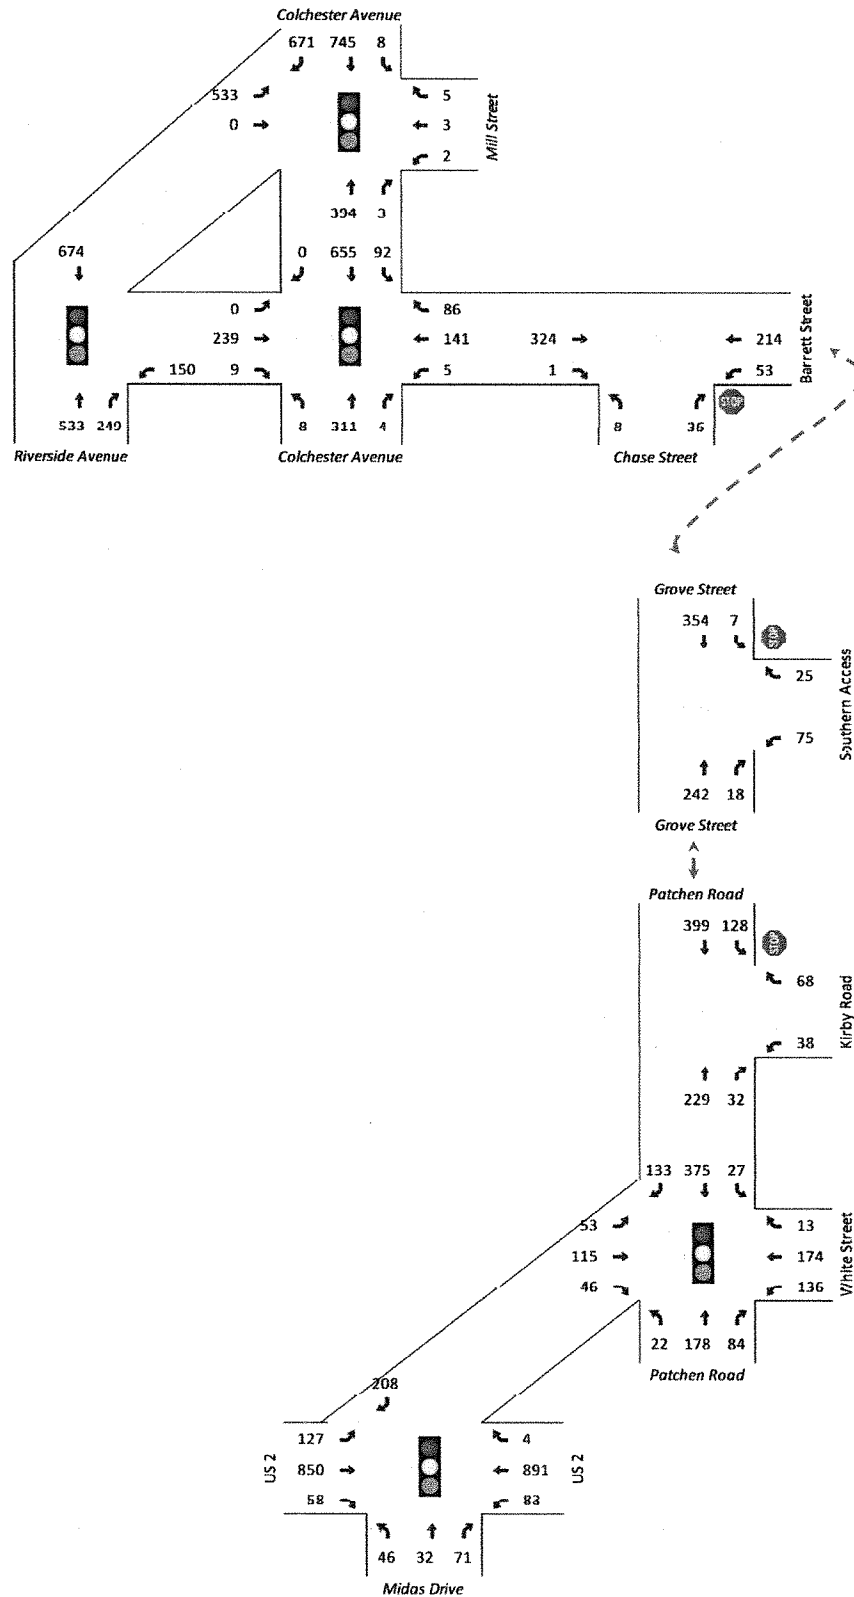 Colchester Avenue
671 745 8
533
5
0
3
Mill Street
2
394 3
674
0 655 92
0
86
239
141
324
214
Barrett Street
150
9
5
1
53
533 249
8 311 4
8
36
Riverside Avenue
Colchester Avenue
Chase Street
Grove Street
354 7
25
Southern Access
75
242 18
Grove Street
Patchen Road
399 128
68
Kirby Road
38
229 32
133 375 27
53
13
115
174
White Street
46
136
22 178 84
Patchen Road
208
127
4
US 2
850
891
US 2
58
83
46 32 71
Midas Drive